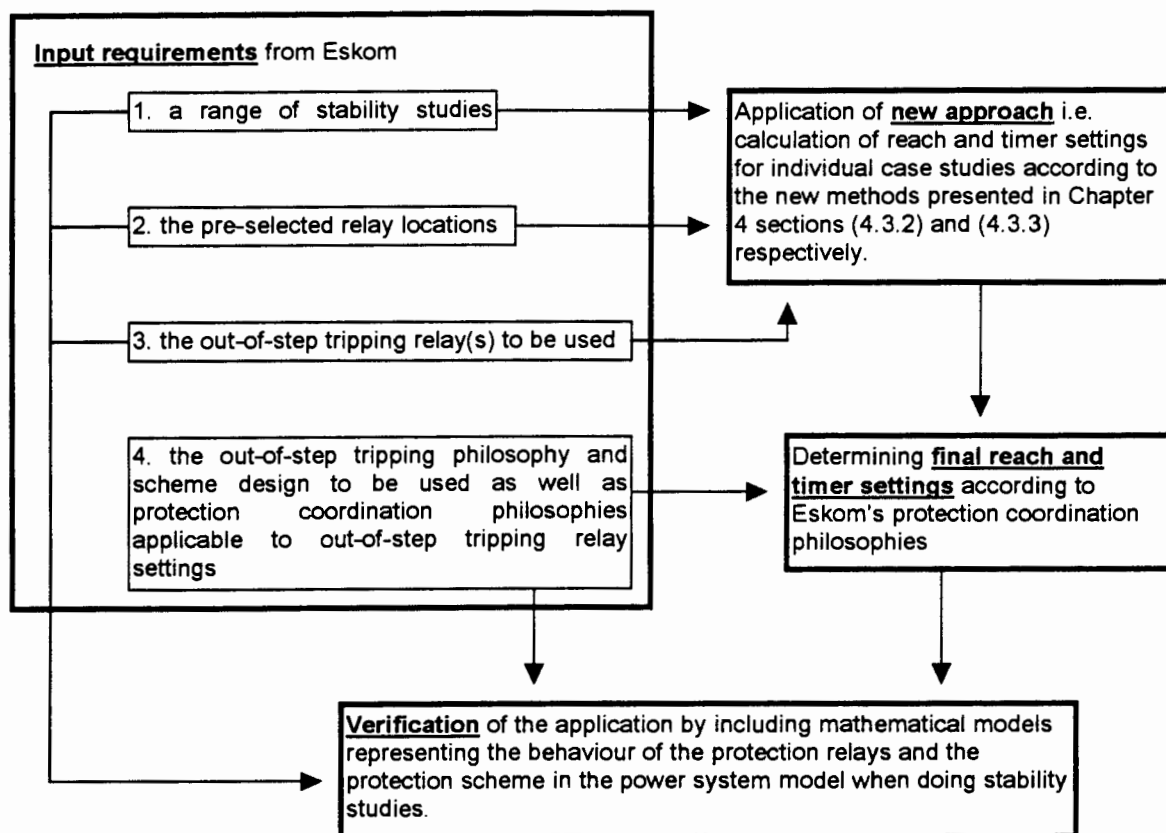 Input requirements from Eskom
1. a range of stability studies
2. the pre-selected relay locations
3. the out-of-step tripping relay(s) to be used
4. the out-of-step tripping philosophy and
scheme design to be used as well as
protection coordination philosophies
applicable to out-of-step tripping relay
settings
Application of new approach i.e.
calculation of reach and timer settings
for individual case studies according to
the new methods presented in Chapter
4 sections (4.3.2) and (4.3.3)
respectively.
Determining final reach and
timer settings according to
Eskom's protection coordination
philosophies
Verification of the application by including mathematical models
representing the behaviour of the protection relays and the
protection scheme in the power system model when doing stability
studies.